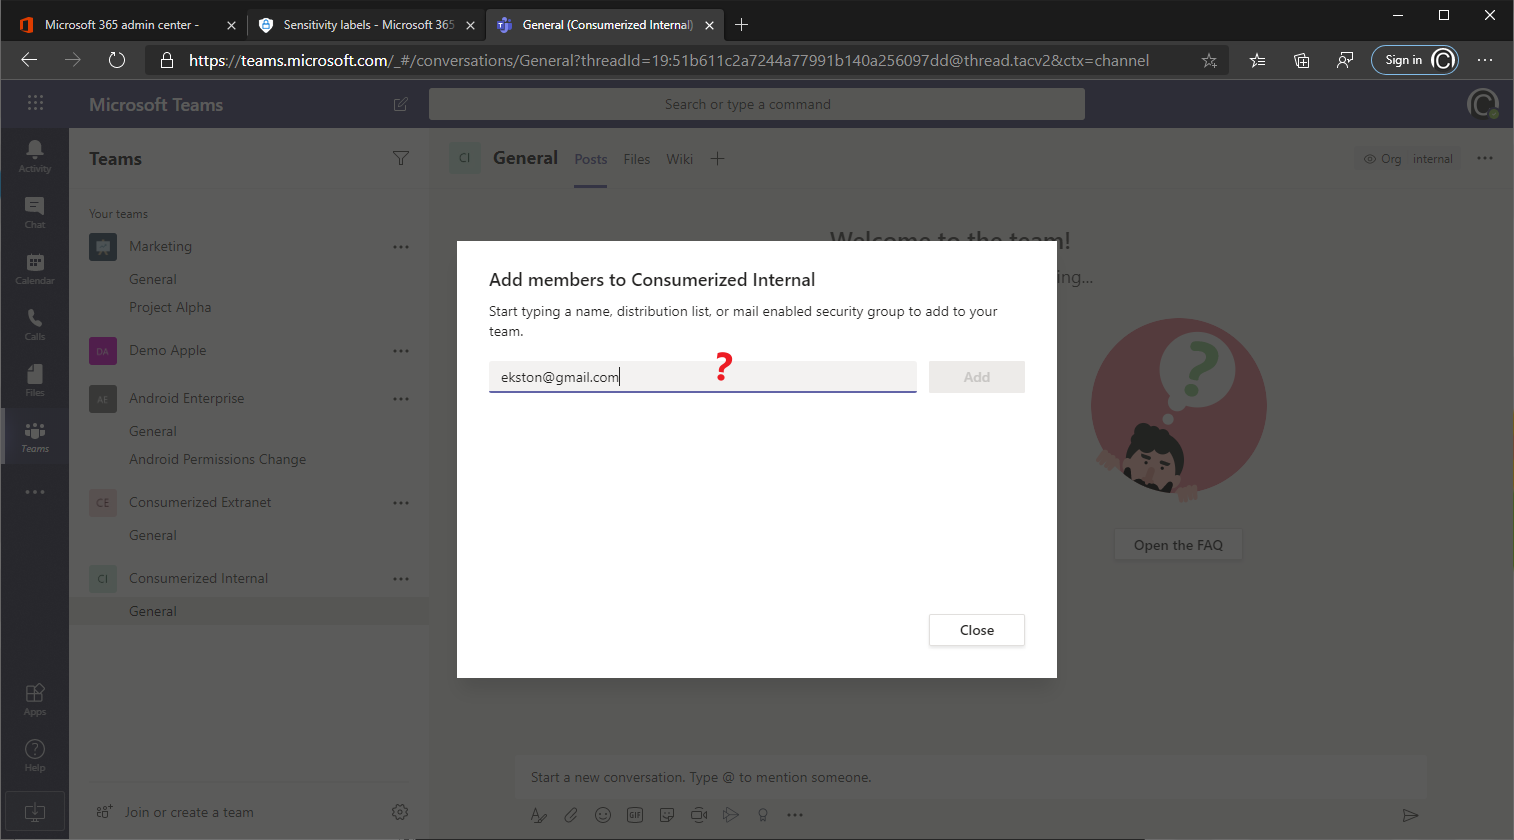 Microsoft 365 admin center -
Sensitivity labels - Microsoft 365
General (Consumerized Internal)
https://teams.microsoft.com/_#/conversations/General?threadId=19:51b611c2a7244a77991b140a256097dd@thread.tacv2&ctx=channel
Sign in
Microsoft Teams
Search or type a command
Activity
Chat
Calendar
Calls
Files
Teams
Apps
Help
Teams
Your teams
Marketing
General
Project Alpha
DA
Demo Apple
AE
Android Enterprise
General
Android Permissions Change
CE
Consumerized Extranet
General
CI
Consumerized Internal
General
Join or create a team
CI
General
Posts
Files
Wiki
Org
internal
Welcome to the team!
ing...
Add members to Consumerized Internal
Start typing a name, distribution list, or mail enabled security group to add to your
team.
ekston@gmail.com
?
Add
Close
?
Open the FAQ
Start a new conversation. Type @ to mention someone.
GIF